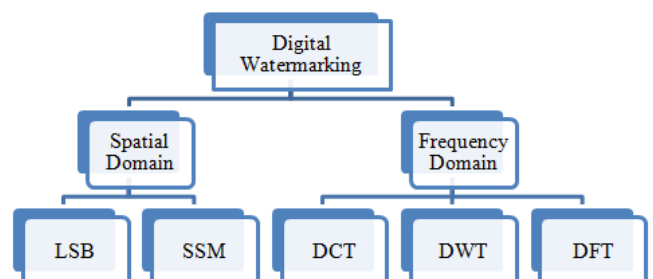 Digital
Watermarking
Spatial
Domain
Frequency
Domain
LSB
SSM
DCT
DWT
DFT